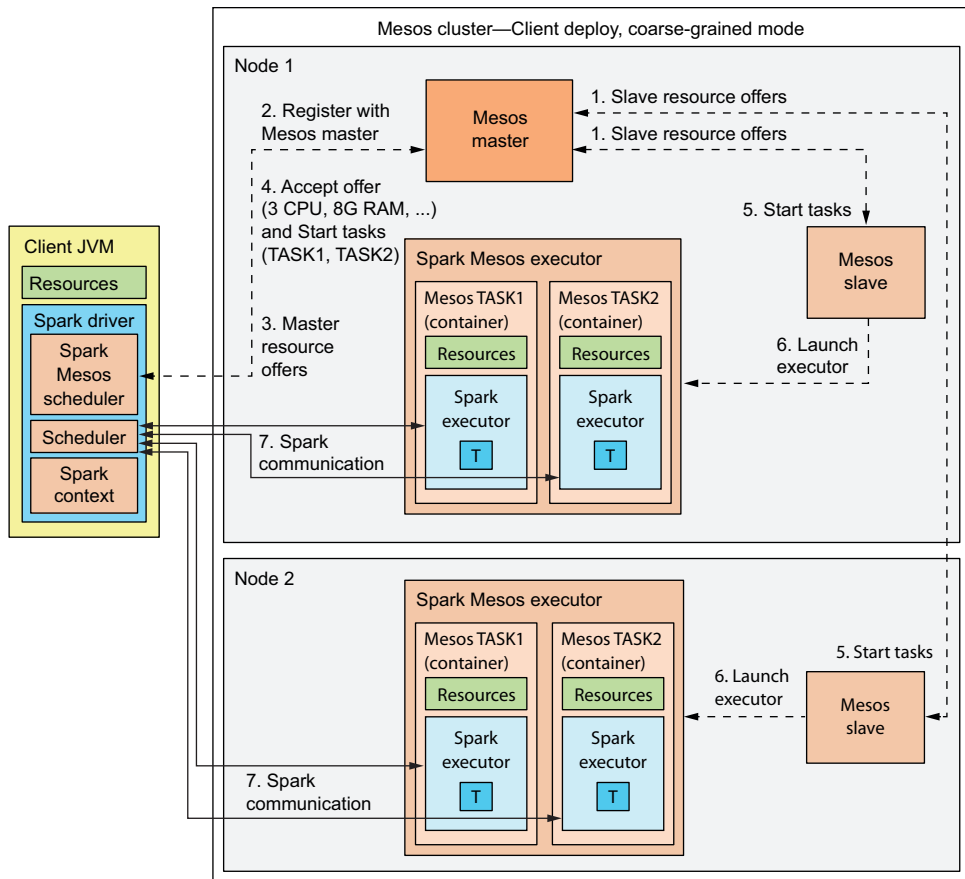 Mesos cluster—Client deploy, coarse-grained mode
Node 1
Mesos
master
1. Slave resource offers
1. Slave resource offers
2. Register with
Mesos master
4. Accept offer
(3 CPU, 8G RAM, ...)
and Start tasks
(TASK1, TASK2)
3. Master
resource
offers
5. Start tasks
Mesos
slave
6. Launch
executor
Client JVM
Resources
Spark driver
Spark
Mesos
scheduler
Scheduler
Spark
context
Spark Mesos executor
Mesos TASK1
(container)
Resources
Spark
executor
T
Mesos TASK2
(container)
Resources
Spark
executor
T
7. Spark
communication
Node 2
Spark Mesos executor
Mesos TASK1
(container)
Resources
Spark
executor
T
Mesos TASK2
(container)
Resources
Spark
executor
T
5. Start tasks
6. Launch
executor
Mesos
slave
7. Spark
communication